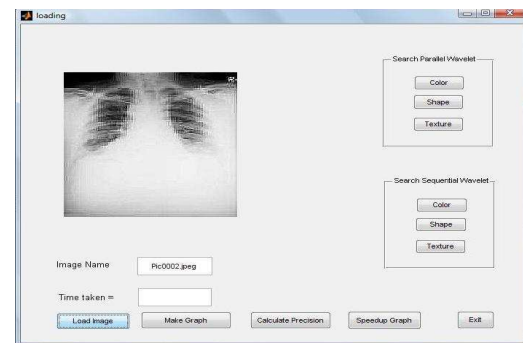 loading
Search Parallel Wavelet
Color
Shape
Texture
Search Sequential Wavelet
Color
Shape
Texture
Image Name
Pic0002.jpeg
Time taken =
Load Image
Make Graph
Calculate Precision
Speedup Graph
Exit